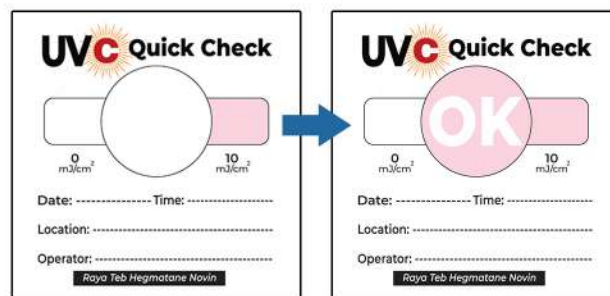 UVC Quick Check
0 mJ/cm²
10 mJ/cm²
Date: Time:
Location:
Operator:
Raya Teb Hegmatane Novin
UVC Quick Check
OK
0 mJ/cm²
10 mJ/cm²
Date: Time:
Location:
Operator:
Raya Teb Hegmatane Novin